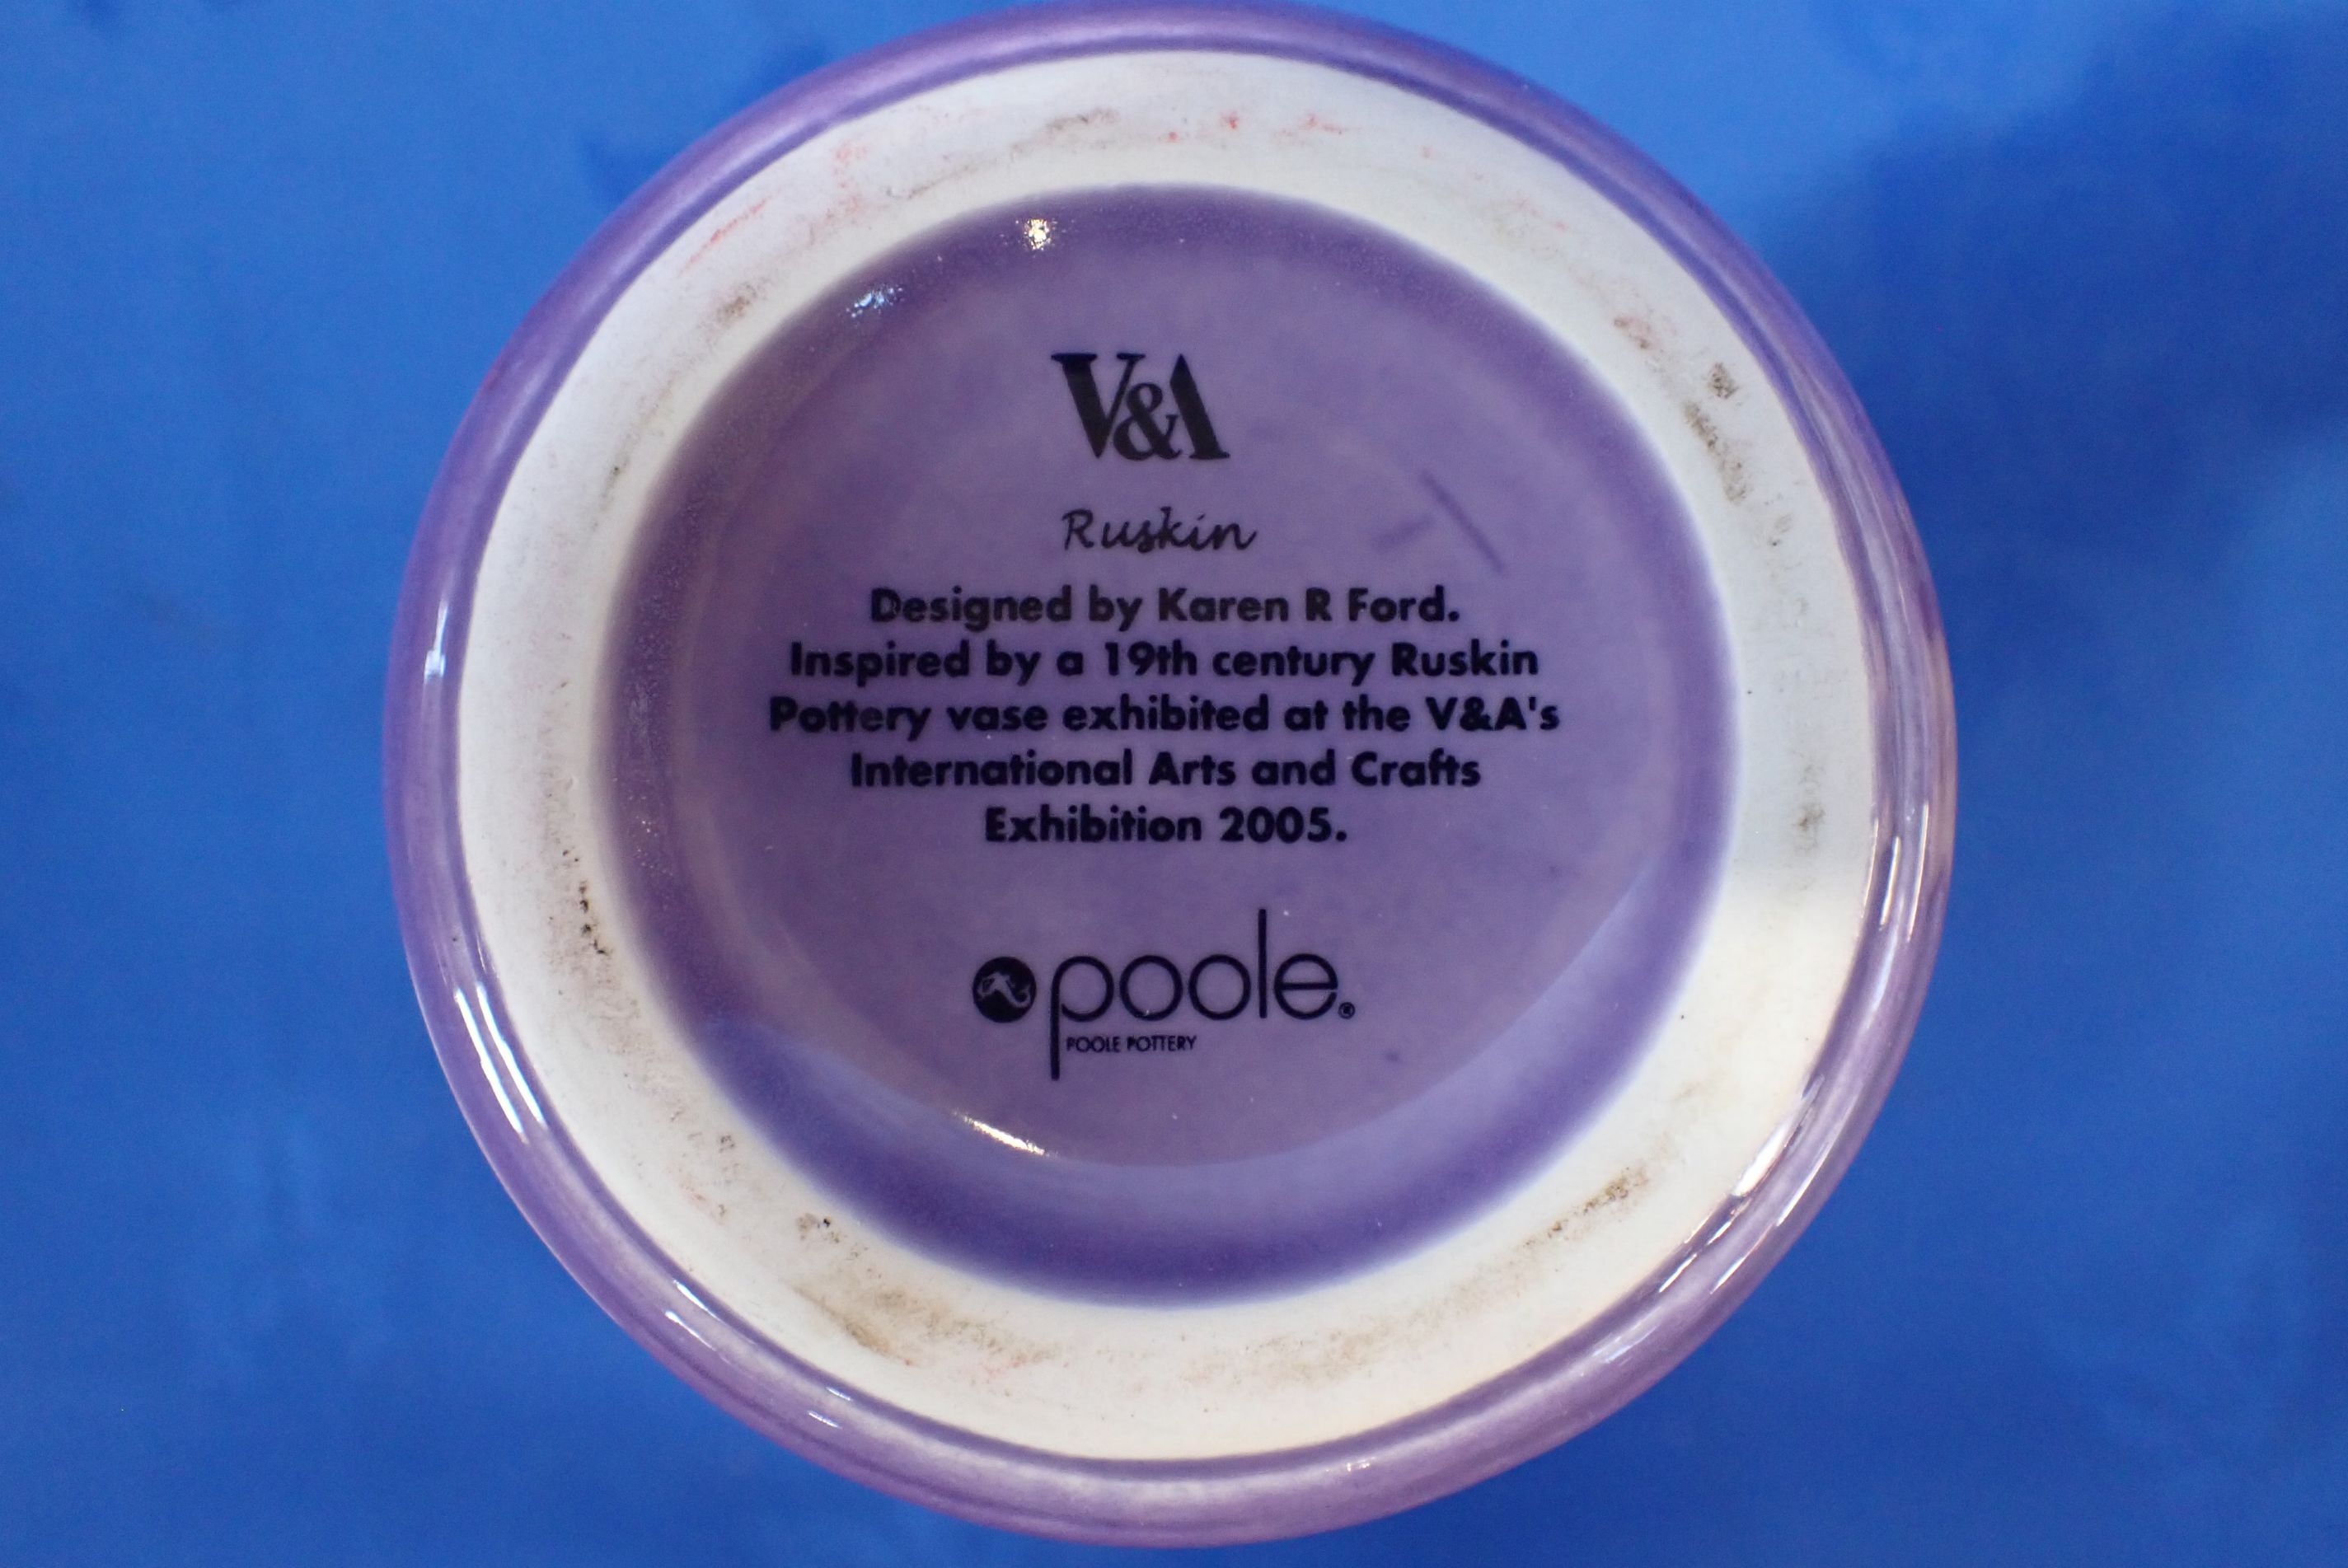 V&A
Ruskin
Designed by Karen R Ford.
Inspired by a 19th century Ruskin
Pottery vase exhibited at the V&A's
International Arts and Crafts
Exhibition 2005.
poole®
POOLE POTTERY